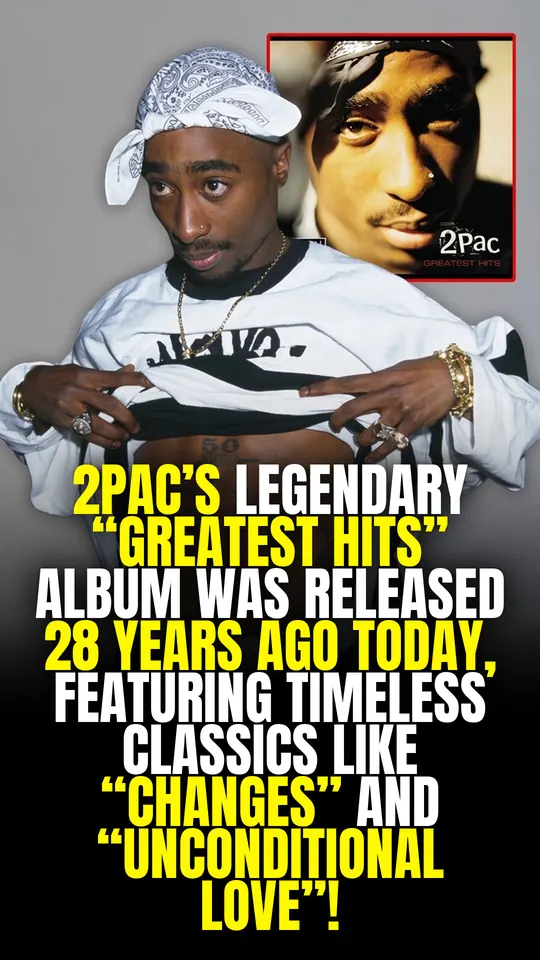 2Pac
GREATEST HITS
50
2PAC’S LEGENDARY
“GREATEST HITS”
ALBUM WAS RELEASED
28 YEARS AGO TODAY,
FEATURING TIMELESS
CLASSICS LIKE
“CHANGES” AND
“UNCONDITIONAL
LOVE”!